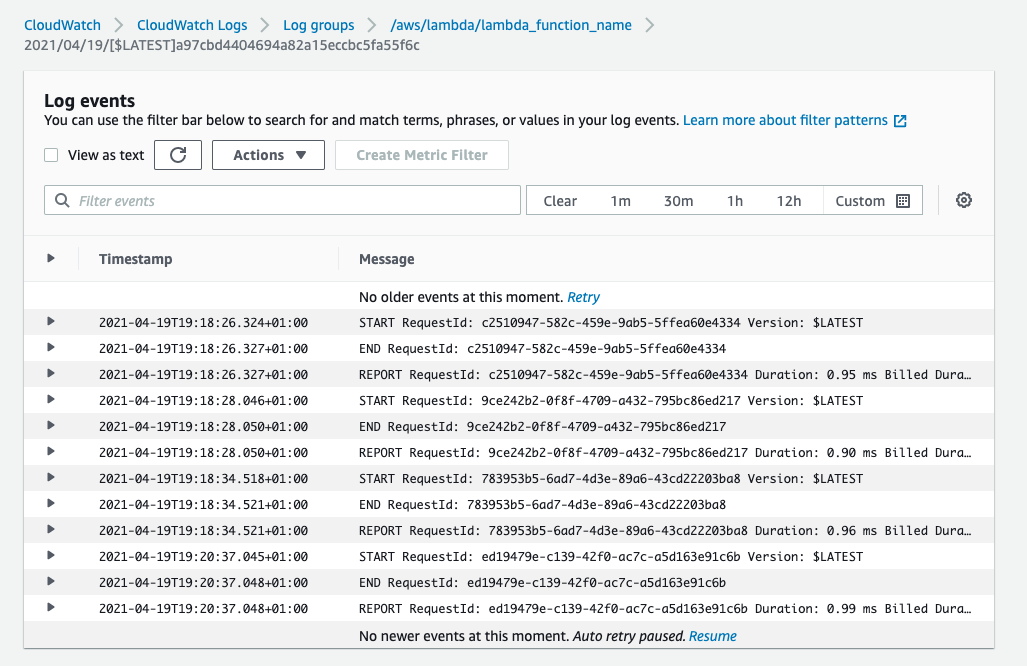 CloudWatch > CloudWatch Logs > Log groups > /aws/lambda/lambda_function_name >
2021/04/19/[$LATEST]a97cbd4404694a82a15eccbc5fa55f6c
Log events
You can use the filter bar below to search for and match terms, phrases, or values in your log events. Learn more about filter patterns
View as text Actions Create Metric Filter
Filter events Clear 1m 30m 1h 12h Custom
Timestamp Message
No older events at this moment. Retry
2021-04-19T19:18:26.324+01:00 START RequestId: c2510947-582c-459e-9ab5-5ffea60e4334 Version: $LATEST
2021-04-19T19:18:26.327+01:00 END RequestId: c2510947-582c-459e-9ab5-5ffea60e4334
2021-04-19T19:18:26.327+01:00 REPORT RequestId: c2510947-582c-459e-9ab5-5ffea60e4334 Duration: 0.95 ms Billed Dura…
2021-04-19T19:18:28.046+01:00 START RequestId: 9ce242b2-0f8f-4709-a432-795bc86ed217 Version: $LATEST
2021-04-19T19:18:28.050+01:00 END RequestId: 9ce242b2-0f8f-4709-a432-795bc86ed217
2021-04-19T19:18:28.050+01:00 REPORT RequestId: 9ce242b2-0f8f-4709-a432-795bc86ed217 Duration: 0.90 ms Billed Dura…
2021-04-19T19:18:34.518+01:00 START RequestId: 783953b5-6ad7-4d3e-89a6-43cd22203ba8 Version: $LATEST
2021-04-19T19:18:34.521+01:00 END RequestId: 783953b5-6ad7-4d3e-89a6-43cd22203ba8
2021-04-19T19:18:34.521+01:00 REPORT RequestId: 783953b5-6ad7-4d3e-89a6-43cd22203ba8 Duration: 0.96 ms Billed Dura…
2021-04-19T19:20:37.045+01:00 START RequestId: ed19479e-c139-42f0-ac7c-a5d163e91c6b Version: $LATEST
2021-04-19T19:20:37.048+01:00 END RequestId: ed19479e-c139-42f0-ac7c-a5d163e91c6b
2021-04-19T19:20:37.048+01:00 REPORT RequestId: ed19479e-c139-42f0-ac7c-a5d163e91c6b Duration: 0.99 ms Billed Dura…
No newer events at this moment. Auto retry paused. Resume